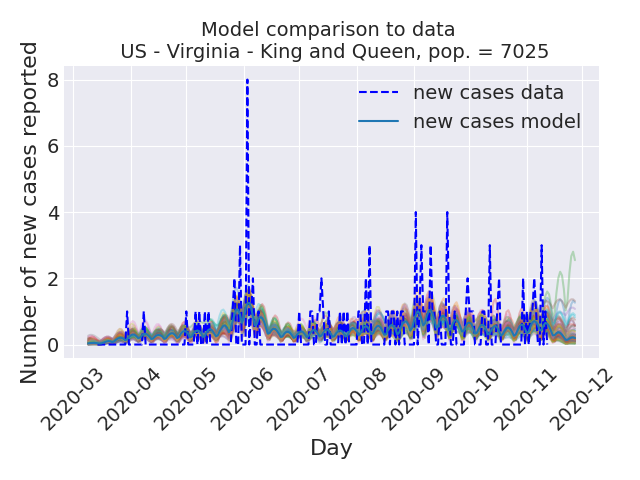 Model comparison to data
US - Virginia - King and Queen, pop. = 7025
Number of new cases reported
8
6
4
2
0
new cases data
new cases model
2020-03
2020-04
2020-05
2020-06
2020-07
2020-08
2020-09
2020-10
2020-11
2020-12
Day